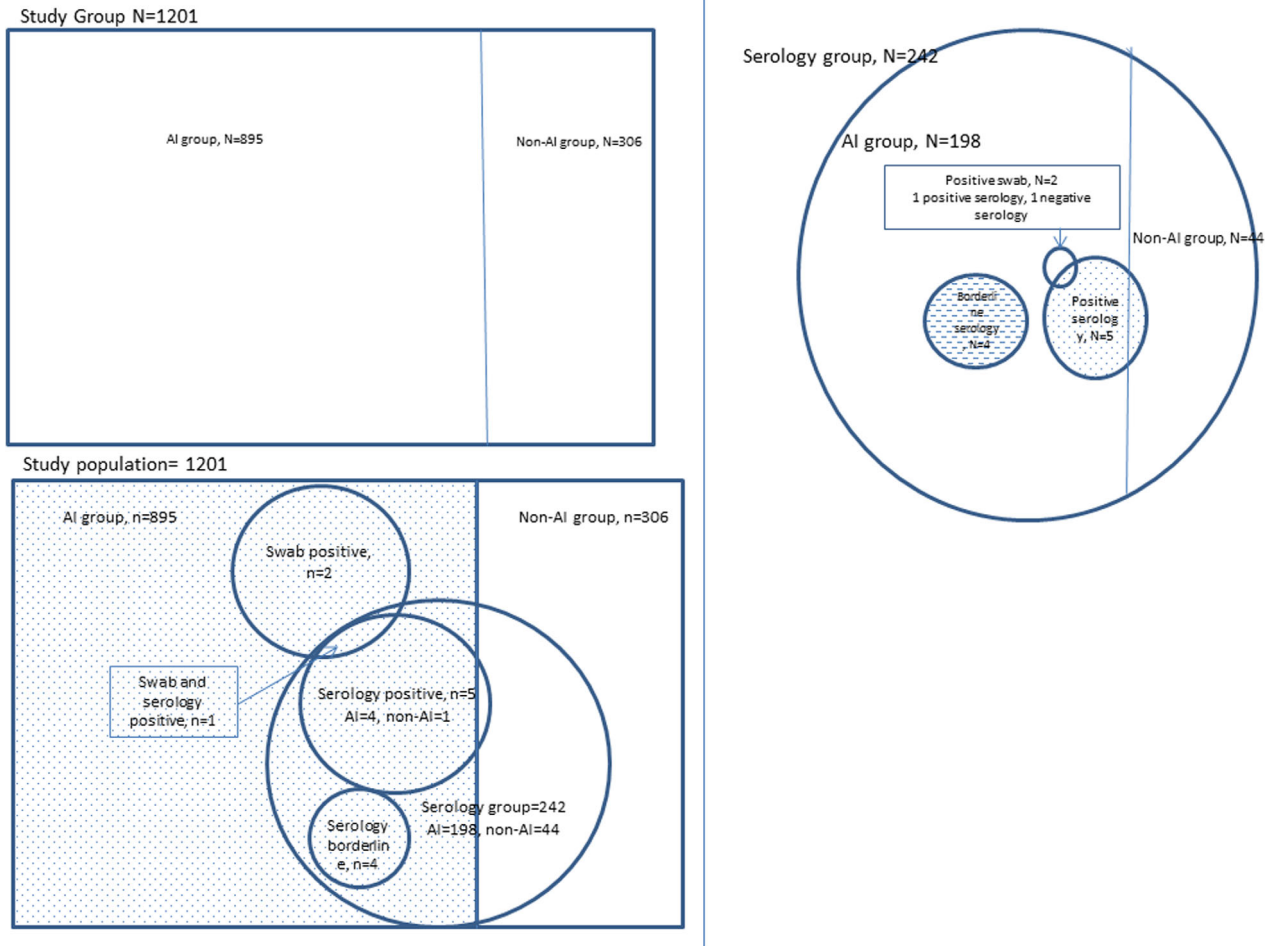 Study Group N=1201
AI group, N=895
Non-AI group, N=306
Study population= 1201
AI group, n=895
Non-AI group, n=306
Swab positive,
n=2
Swab and
serology
positive, n=1
Serology positive, n=5
AI=4, non-AI=1
Serology group=242
AI=198, non-AI=44
Serology
borderlin
e, n=4
Serology group, N=242
AI group, N=198
Positive swab, N=2
1 positive serology, 1 negative
serology
Non-AI group, N=44
Borderli
ne
serology
, N=4
Positive
serolog
y, N=5